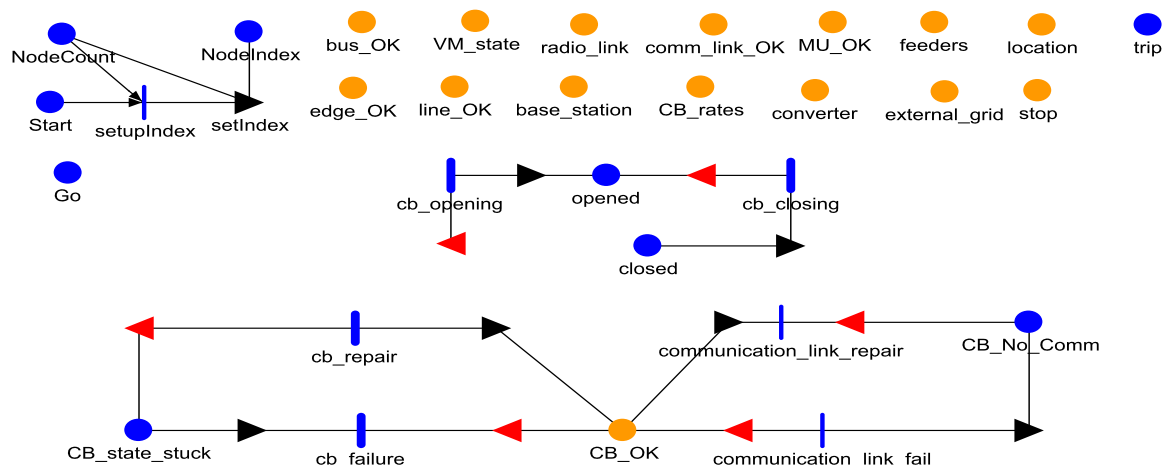 NodeCount
NodeIndex
bus_OK
VM_state
radio_link
comm_link_OK
MU_OK
feeders
location
trip
Start
setupIndex
setIndex
edge_OK
line_OK
base_station
CB_rates
converter
external_grid
stop
Go
cb_opening
opened
cb_closing
closed
cb_repair
communication_link_repair
CB_No_Comm
CB_state_stuck
cb_failure
CB_OK
communication_link_fail